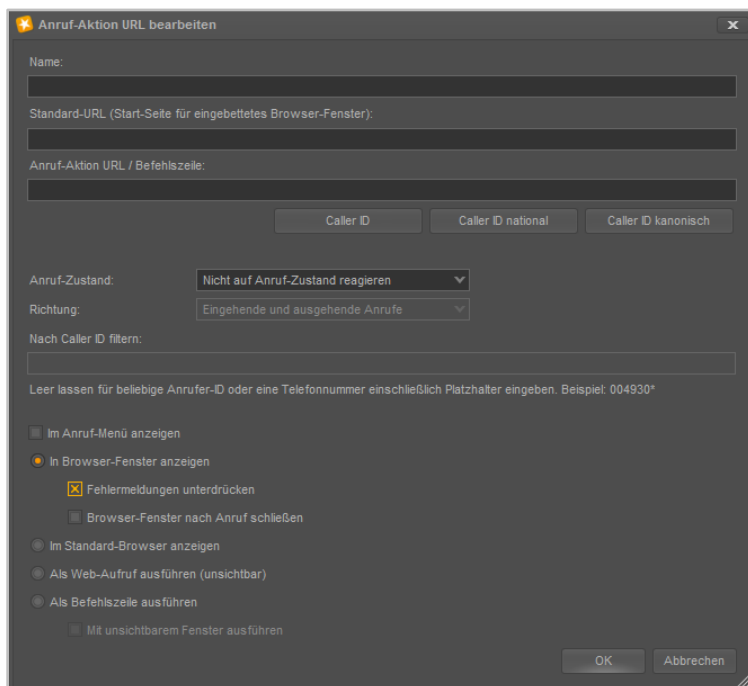 Anruf-Aktion URL bearbeiten
Name:
Standard-URL (Start-Seite für eingebettetes Browser-Fenster):
Anruf-Aktion URL / Befehlszeile:
Caller ID Caller ID national Caller ID kanonisch
Anruf-Zustand: Nicht auf Anruf-Zustand reagieren
Richtung: Eingehende und ausgehende Anrufe
Nach Caller ID filtern:
Leer lassen für beliebige Anrufer-ID oder eine Telefonnummer einschließlich Platzhalter eingeben. Beispiel: 004930*
Im Anruf-Menü anzeigen
In Browser-Fenster anzeigen
Fehlermeldungen unterdrücken
Browser-Fenster nach Anruf schließen
Im Standard-Browser anzeigen
Als Web-Aufruf ausführen (unsichtbar)
Als Befehlszeile ausführen
Mit unsichtbarem Fenster ausführen
OK Abbrechen